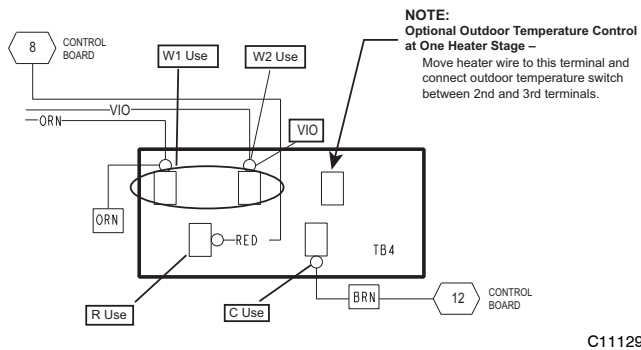 NOTE:
Optional Outdoor Temperature Control
at One Heater Stage –
Move heater wire to this terminal and
connect outdoor temperature switch
between 2nd and 3rd terminals.
8
CONTROL
BOARD
W1 Use
W2 Use
VIO
ORN
VIO
ORN
RED
TB4
R Use
C Use
BRN
12
CONTROL
BOARD
C11129